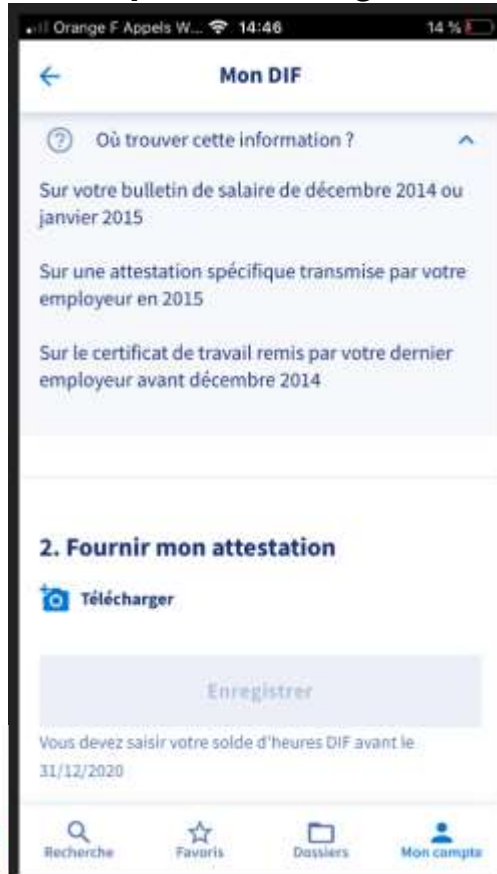 Orange F Appels W... 14:46 14 %
Mon DIF
Où trouver cette information ?
Sur votre bulletin de salaire de décembre 2014 ou
janvier 2015
Sur une attestation spécifique transmise par votre
employeur en 2015
Sur le certificat de travail remis par votre dernier
employeur avant décembre 2014
2. Fournir mon attestation
Télécharger
Enregistrer
Vous devez saisir votre solde d'heures DIF avant le
31/12/2020
Recherche Favoris Dossiers Mon compte